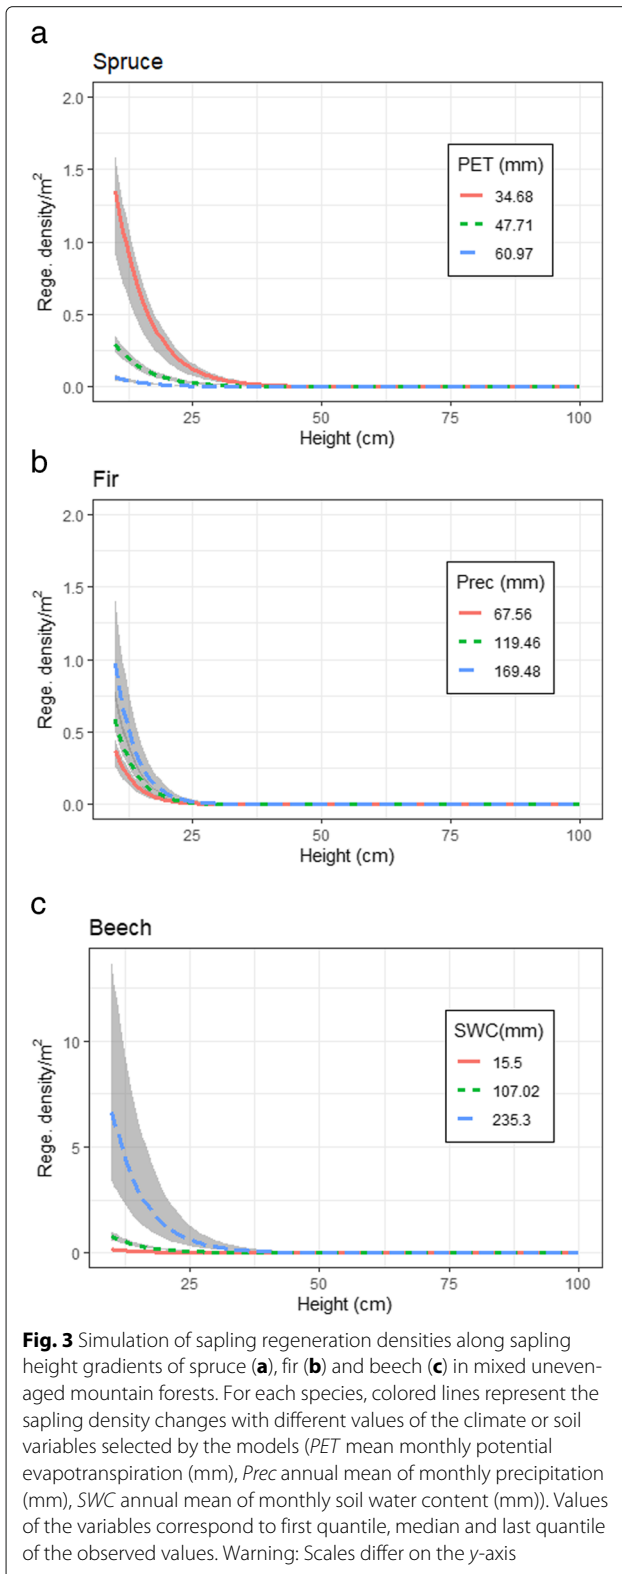 a
Spruce
2.0
1.5
1.0
0.5
0.0
Rege. density/m²
PET (mm)
34.68
47.71
60.97
25 50 75 100
Height (cm)
b
Fir
2.0
1.5
1.0
0.5
0.0
Rege. density/m²
Prec (mm)
67.56
119.46
169.48
25 50 75 100
Height (cm)
c
Beech
10
5
0
Rege. density/m²
SWC(mm)
15.5
107.02
235.3
25 50 75 100
Height (cm)
Fig. 3 Simulation of sapling regeneration densities along sapling
height gradients of spruce (a), fir (b) and beech (c) in mixed uneven-
aged mountain forests. For each species, colored lines represent the
sapling density changes with different values of the climate or soil
variables selected by the models (PET mean monthly potential
evapotranspiration (mm), Prec annual mean of monthly precipitation
(mm), SWC annual mean of monthly soil water content (mm)). Values
of the variables correspond to first quantile, median and last quantile
of the observed values. Warning: Scales differ on the y-axis